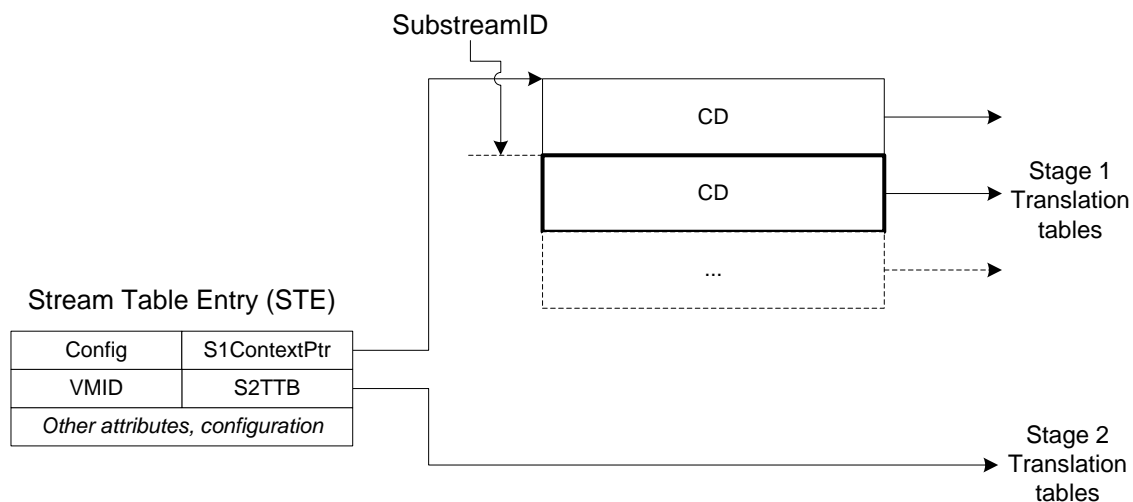 SubstreamID
CD
CD
Stage 1
Translation
tables
...
Stream Table Entry (STE)
Config S1ContextPtr
VMID S2TTB
Other attributes, configuration
Stage 2
Translation
tables